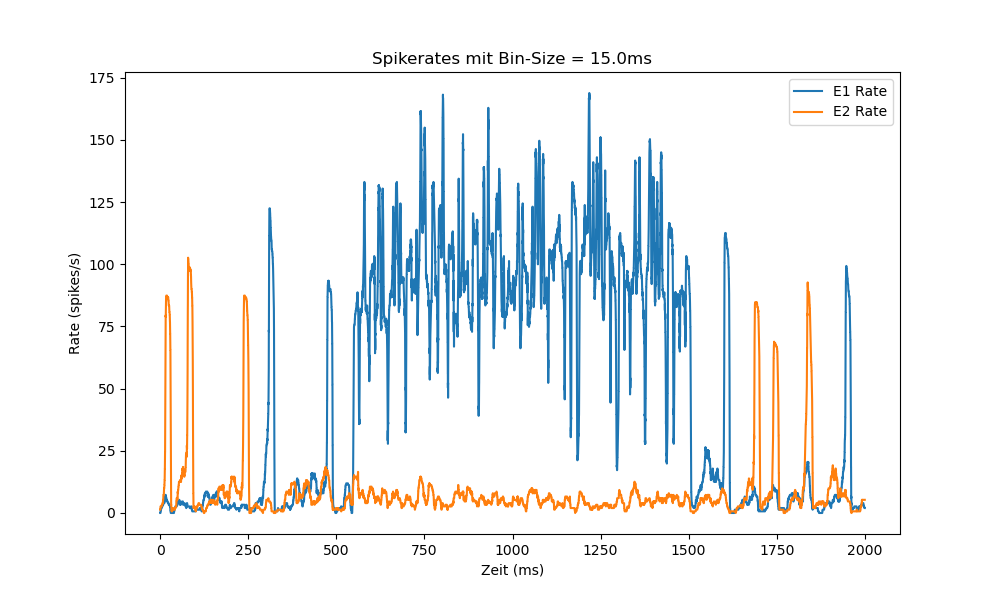 Spikerates mit Bin-Size = 15.0ms
E1 Rate
E2 Rate
Rate (spikes/s)
175
150
125
100
75
50
25
0
0 250 500 750 1000 1250 1500 1750 2000
Zeit (ms)